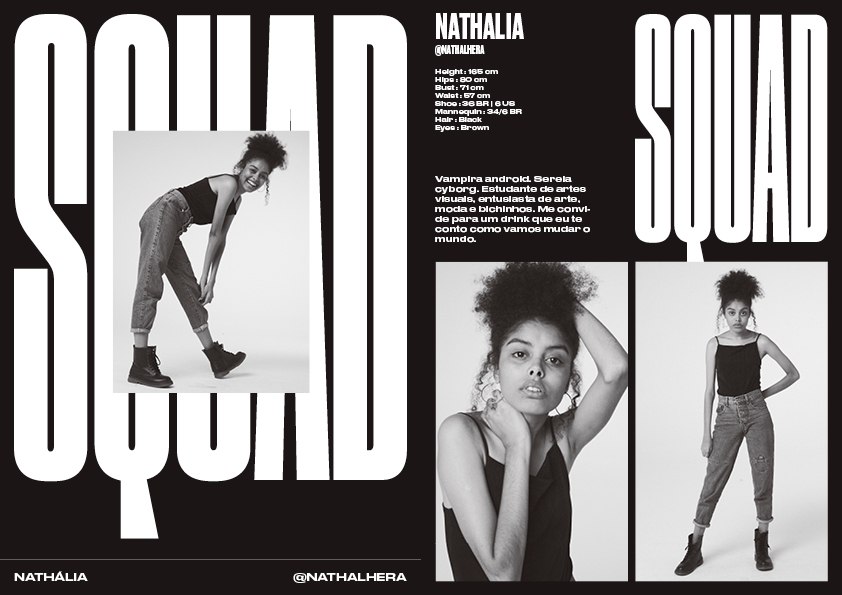 SQUAD
NATHÁLIA
@NATHALHERA
NATHALIA
@NATHALHERA
Height : 165 cm
Hips : 80 cm
Bust : 71 cm
Waist : 57 cm
Shoe : 36 BR | 6 US
Mannequin : 34/6 BR
Hair : Black
Eyes : Brown
Vampira android. Sereia
cyborg. Estudante de artes
visuais, entusiasta de arte,
moda e bichinhos. Me convi-
de para um drink que eu te
conto como vamos mudar o
mundo.
SQUAD